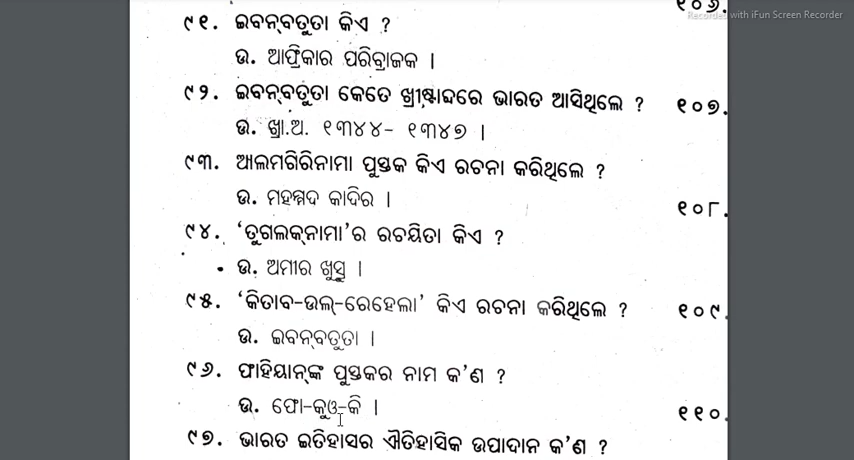 ୧୦୬.
Recorded with iFun Screen Recorder
୯୧. ଇବନ୍‌ବତୁତା କିଏ ?
ଉ. ଆଫ୍ରିକାର ପରିବ୍ରାଜକ ।
୯୨. ଇବନ୍‌ବତୁତା କେତେ ଖ୍ରୀଷ୍ଟାବ୍ଦରେ ଭାରତ ଆସିଥିଲେ ?
୧୦୭.
ଉ. ଖ୍ରୀ.ଅ. ୧୩୪୪- ୧୩୪୭ ।
୯୩. ଆଲମଗିରିନାମା ପୁସ୍ତକ କିଏ ରଚନା କରିଥିଲେ ?
ଉ. ମହମ୍ମଦ କାଦିର ।
୧୦୮.
୯୪. ‘ତୁଗଲକ୍‌ନାମା’ର ରଚୟିତା କିଏ ?
ଉ. ଅମୀର ଖୁସ୍ରୁ ।
୯୫. ‘କିତାବ-ଉଲ୍-ରେହେଲା’ କିଏ ରଚନା କରିଥିଲେ ?
୧୦୯.
ଉ. ଇବନ୍‌ବତୁତା ।
୯୬. ଫାହିୟାନ୍‌ଙ୍କ ପୁସ୍ତକର ନାମ କ’ଣ ?
ଉ. ଫୋ-କୁଓ-କି ।
୧୧୦.
୯୭. ଭାରତ ଇତିହାସର ଐତିହାସିକ ଉପାଦାନ କ’ଣ ?